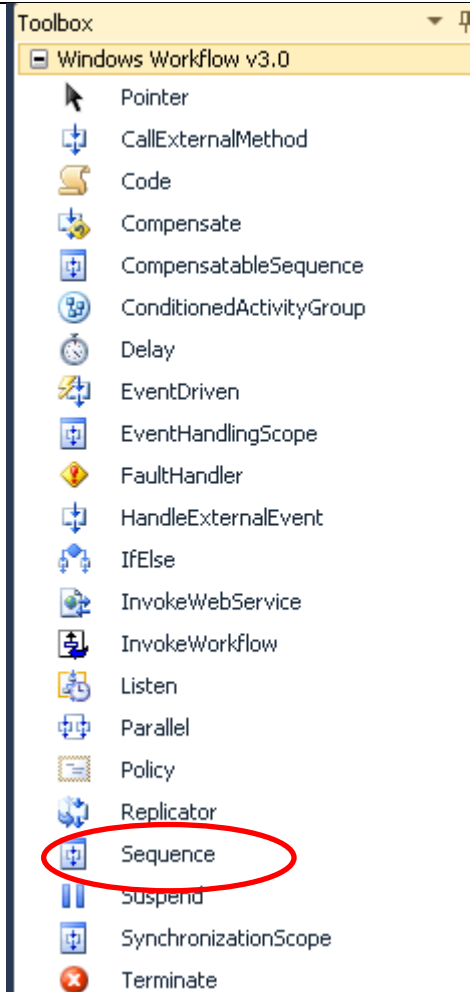 Toolbox
Windows Workflow v3.0
Pointer
CallExternalMethod
Code
Compensate
CompensatableSequence
ConditionedActivityGroup
Delay
EventDriven
EventHandlingScope
FaultHandler
HandleExternalEvent
IfElse
InvokeWebService
InvokeWorkflow
Listen
Parallel
Policy
Replicator
Sequence
Suspend
SynchronizationScope
Terminate